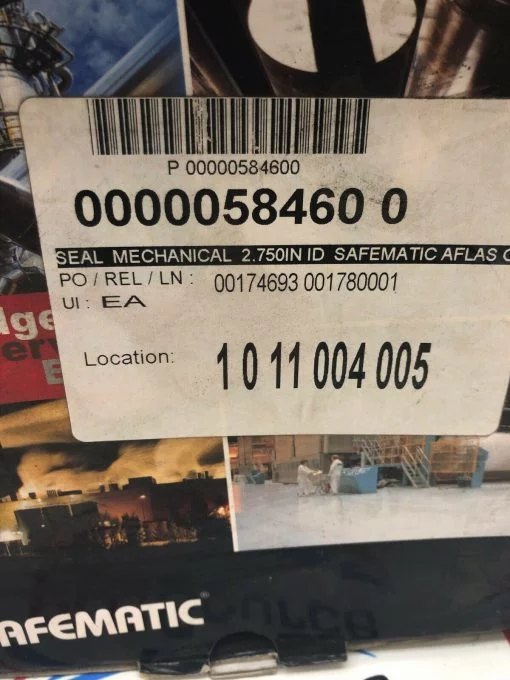 P 00000584600
0000058460 0
SEAL MECHANICAL 2.750IN ID SAFEMATIC AFLAS
PO / REL / LN : 00174693 001780001
UI : EA
Location: 1 0 11 004 005
AFEMATIC®